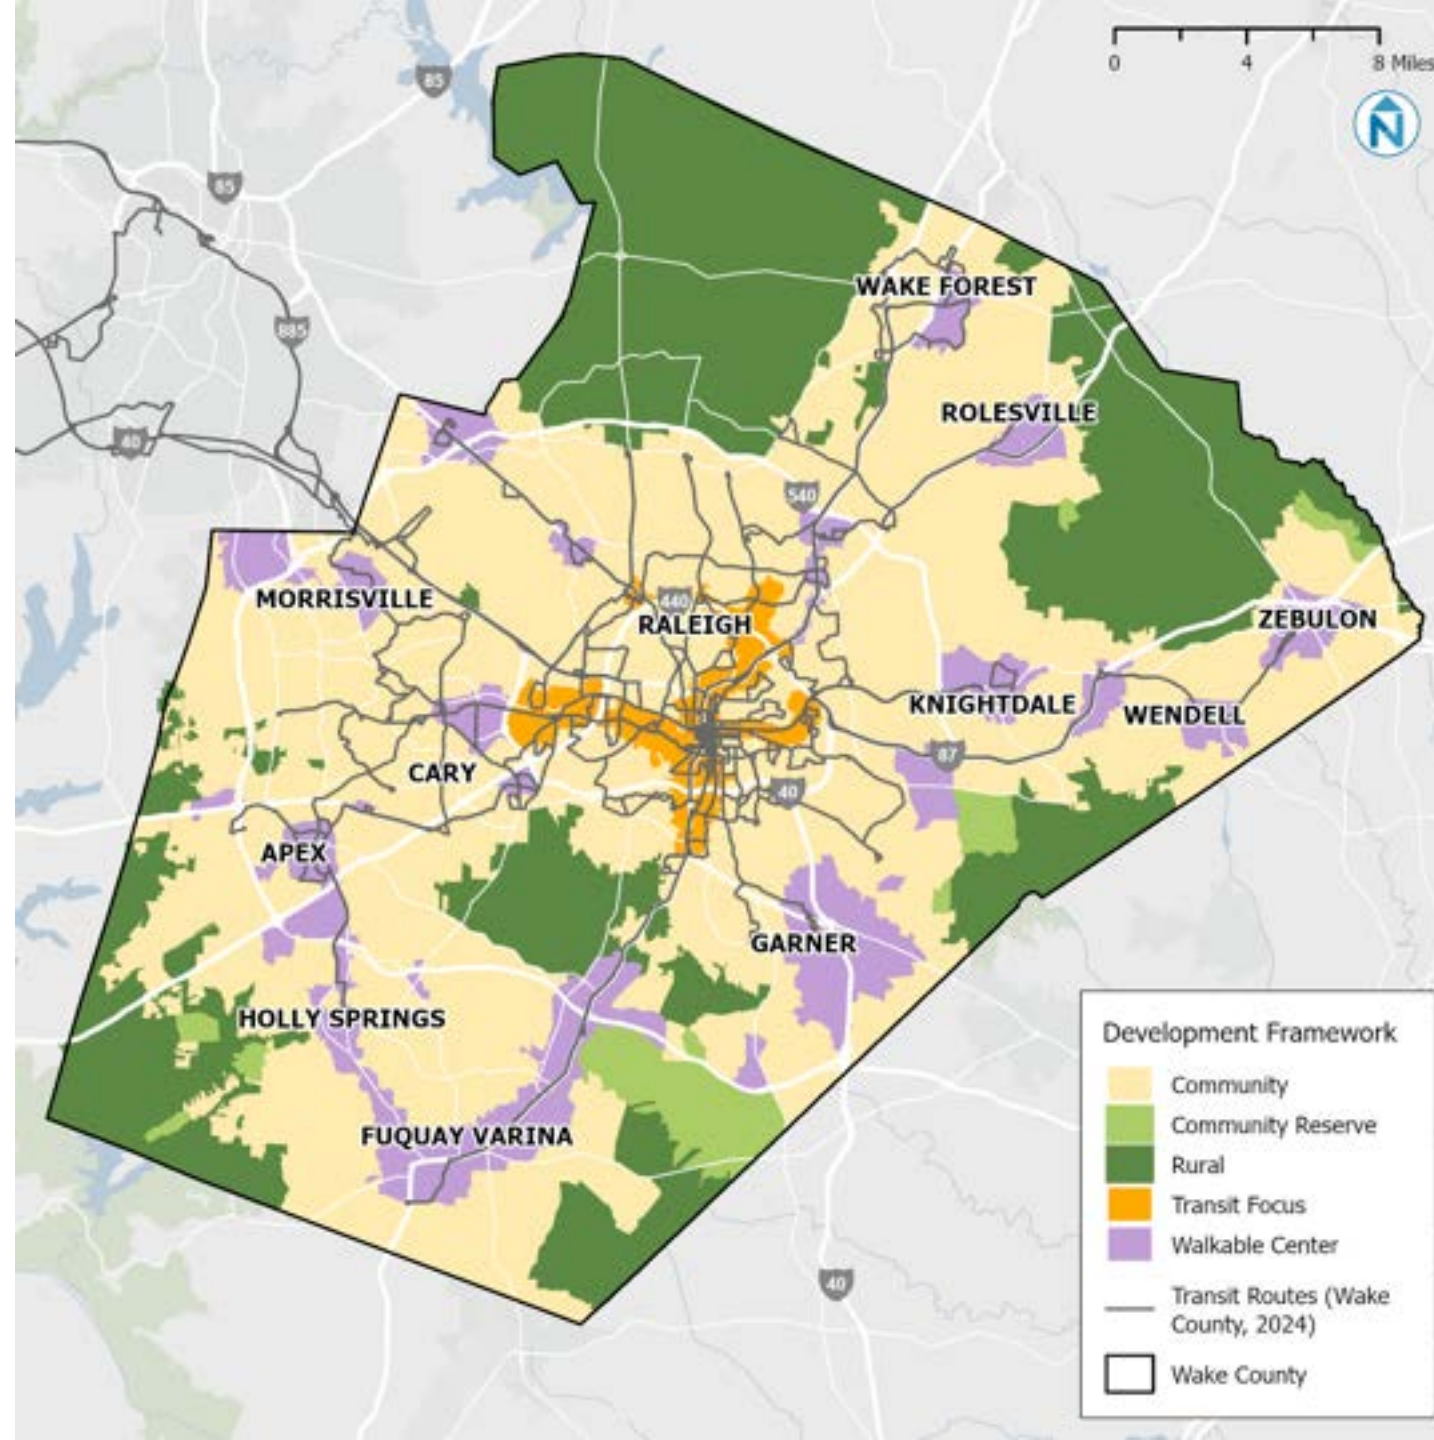 0 4 8 Miles
N
85
85
WAKE FOREST
885
ROLESVILLE
40
540
MORRISVILLE
440
RALEIGH
ZEBULON
KNIGHTDALE
WENDELL
87
CARY
40
APEX
GARNER
HOLLY SPRINGS
FUQUAY VARINA
40
Development Framework
Community
Community Reserve
Rural
Transit Focus
Walkable Center
Transit Routes (Wake
County, 2024)
Wake County